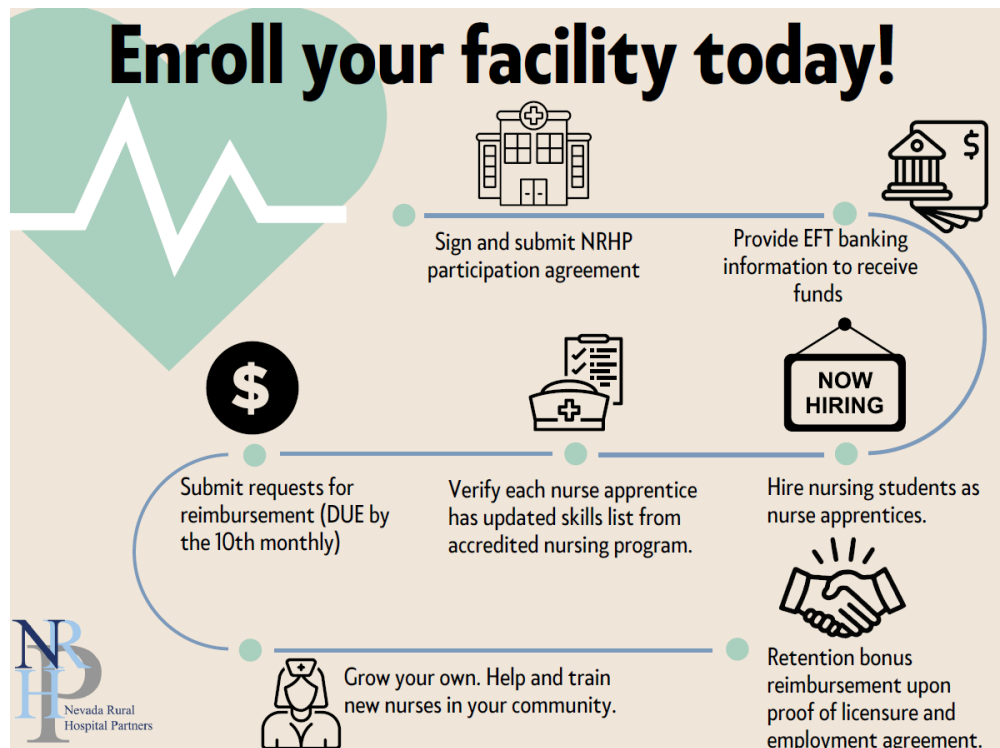 Enroll your facility today!
$
Sign and submit NRHP
participation agreement
Provide EFT banking
information to receive
funds
NOW
HIRING
Hire nursing students as
nurse apprentices.
Verify each nurse apprentice
has updated skills list from
accredited nursing program.
$
Submit requests for
reimbursement (DUE by
the 10th monthly)
Grow your own. Help and train
new nurses in your community.
Retention bonus
reimbursement upon
proof of licensure and
employment agreement.
NRHP
Nevada Rural
Hospital Partners